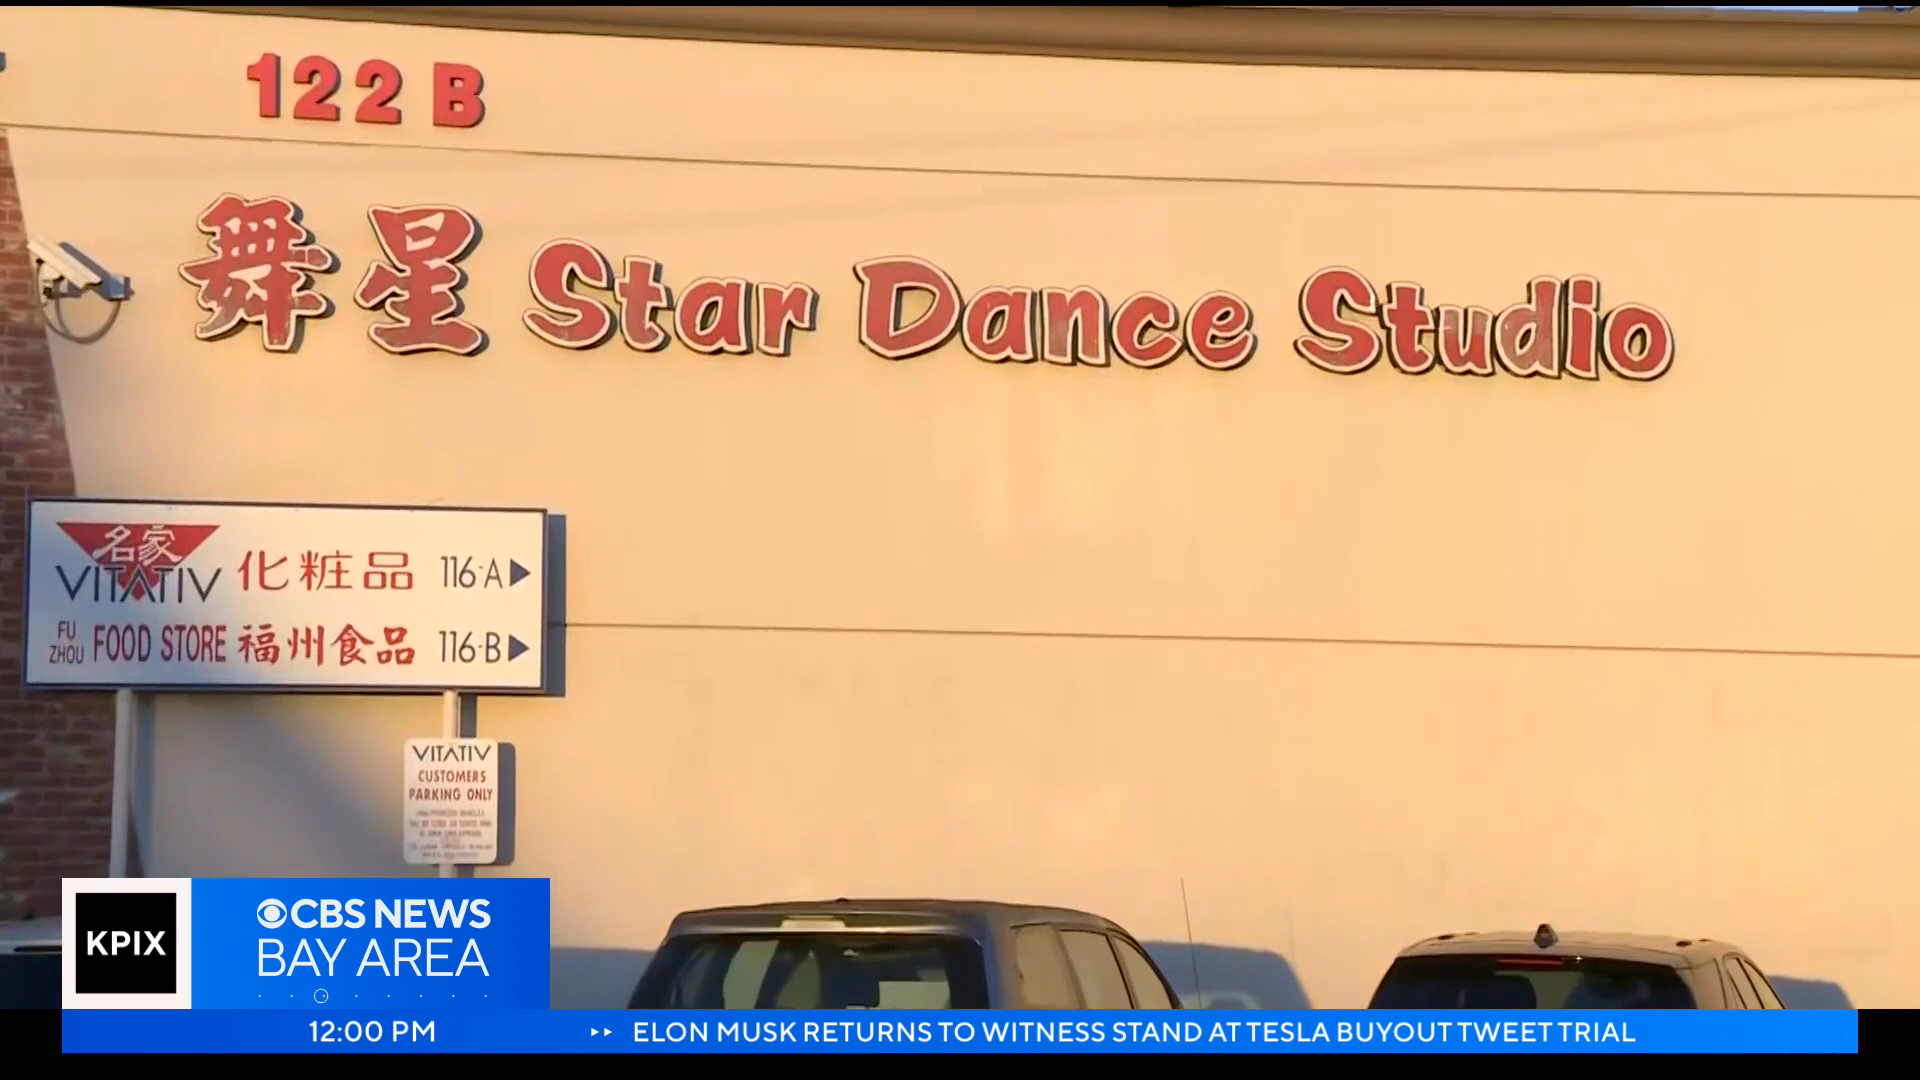 122 B
舞星 Star Dance Studio
名家
VITATIV 化粧品 116-A
FU ZHOU FOOD STORE 福州食品 116-B
VITATIV
CUSTOMERS
PARKING ONLY
KPIX
CBS NEWS
BAY AREA
12:00 PM
ELON MUSK RETURNS TO WITNESS STAND AT TESLA BUYOUT TWEET TRIAL